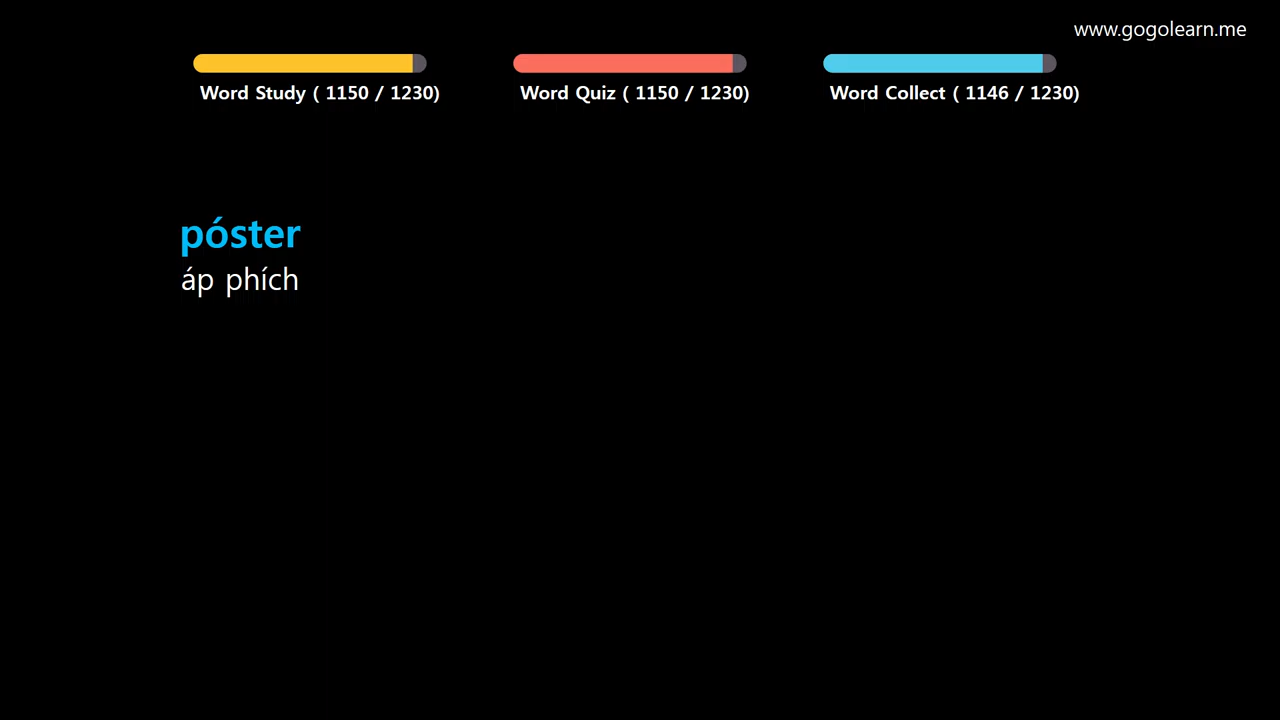 www.gogolearn.me
Word Study ( 1150 / 1230)
Word Quiz ( 1150 / 1230)
Word Collect ( 1146 / 1230)
póster
áp phích